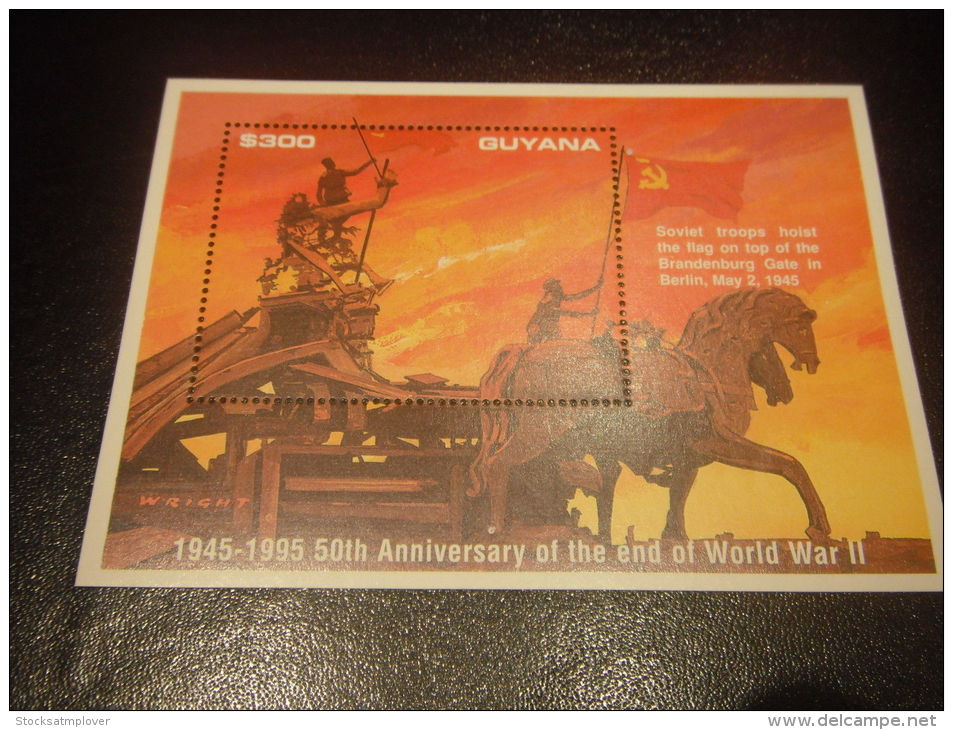 $300 GUYANA
Soviet troops hoist
the flag on top of the
Brandenburg Gate in
Berlin, May 2, 1945
WRIGHT
1945-1995 50th Anniversary of the end of World War II
Stocksatmplover
www.delcampe.net